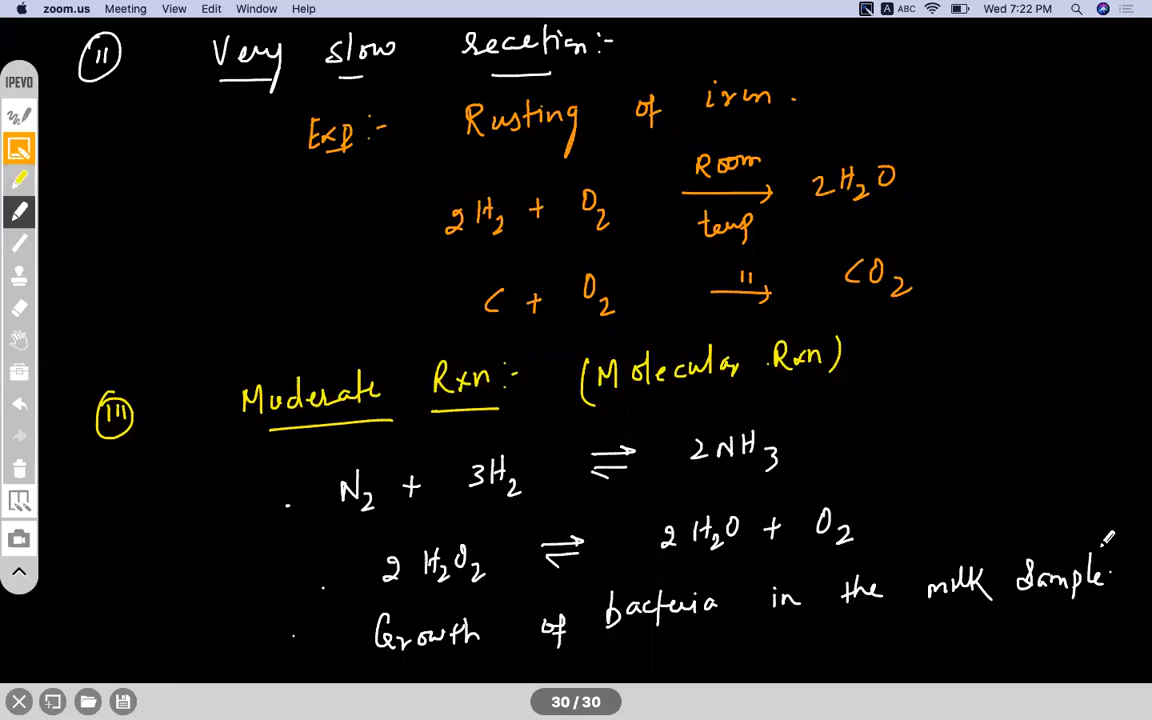 zoom.us Meeting View Edit Window Help A ABC Wed 7:22 PM
IPEVO
(ii) Very slow reaction:-
Exp:- Rusting of iron.
2H₂ + O₂ —Room temp→ 2H₂O
C + O₂ —"→ CO₂
(iii) Moderate Rxn:- (Molecular Rxn)
. N₂ + 3H₂ ⇌ 2NH₃
. 2H₂O₂ ⇌ 2H₂O + O₂
. Growth of bacteria in the milk sample.
30 / 30